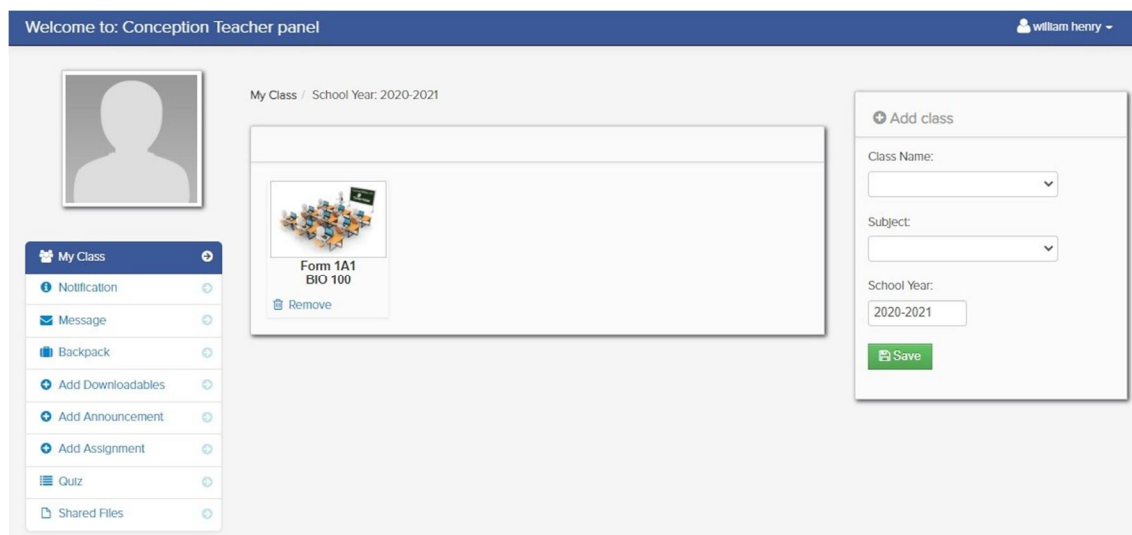 Welcome to: Conception Teacher panel
william henry
My Class / School Year: 2020-2021
Add class
Class Name:
Subject:
School Year:
2020-2021
Save
Form 1A1
BIO 100
Remove
My Class
Notification
Message
Backpack
Add Downloadables
Add Announcement
Add Assignment
Quiz
Shared Files